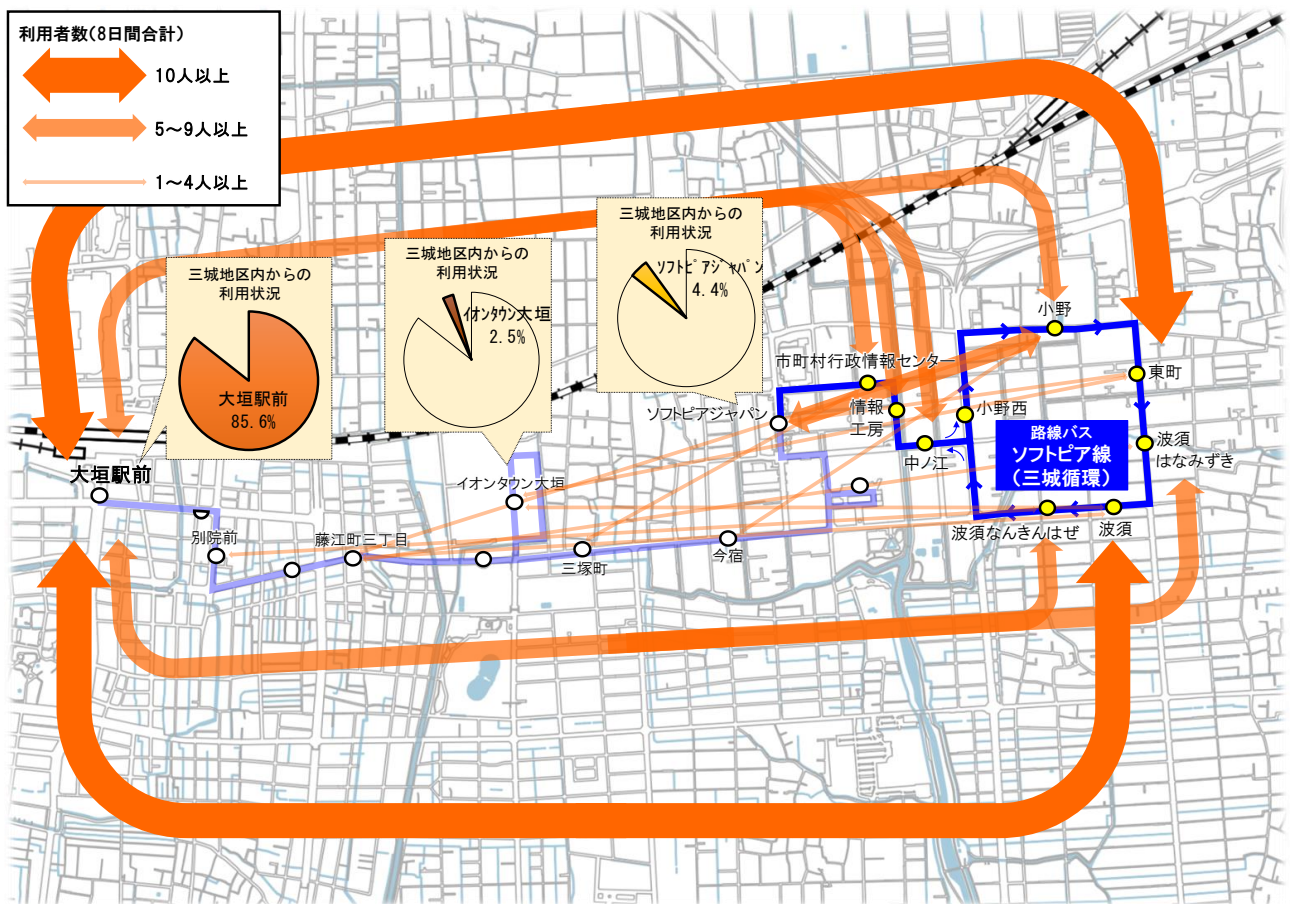 利用者数(8日間合計)
10人以上
5～9人以上
1～4人以上
三城地区内からの
利用状況
大垣駅前
85.6%
三城地区内からの
利用状況
イオンタウン大垣
2.5%
三城地区内からの
利用状況
ソフトピアジャパン
4.4%
小野
市町村行政情報センター
東町
ソフトピアジャパン
情報
工房
小野西
路線バス
ソフトピア線
(三城循環)
波須
はなみずき
中ノ江
大垣駅前
イオンタウン大垣
波須なんきんはぜ
波須
別院前
藤江町三丁目
三塚町
今宿